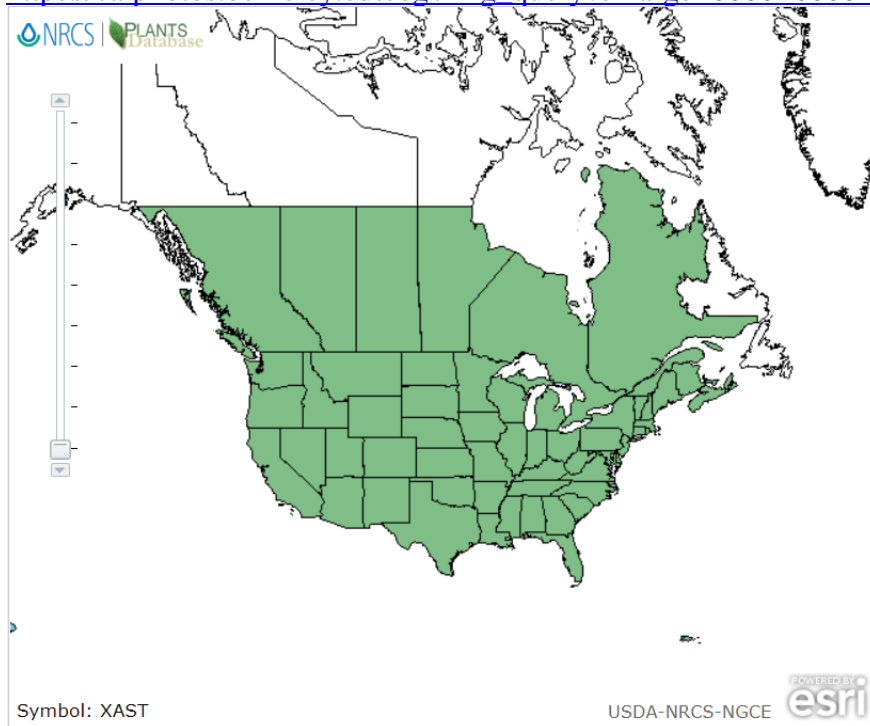 NRCS | PLANTS
Database
Symbol: XAST
USDA-NRCS-NGCE
POWERED BY
esri